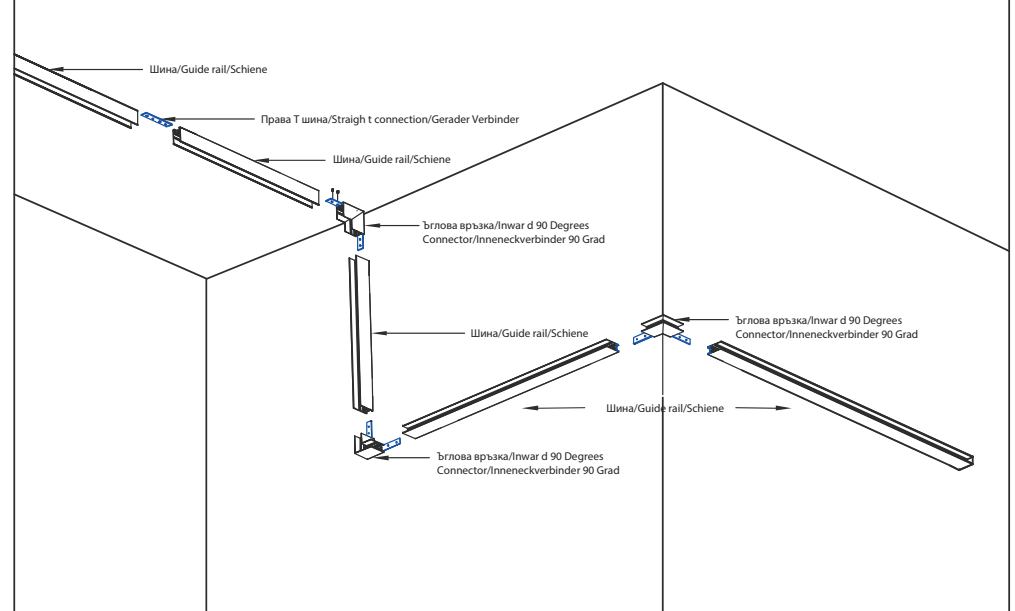 Шина/Guide rail/Schiene
Права Т шина/Straigh t connection/Gerader Verbinder
Шина/Guide rail/Schiene
Ъглова връзка/Inwar d 90 Degrees
Connector/Inneneckverbinder 90 Grad
Шина/Guide rail/Schiene
Ъглова връзка/Inwar d 90 Degrees
Connector/Inneneckverbinder 90 Grad
Шина/Guide rail/Schiene
Ъглова връзка/Inwar d 90 Degrees
Connector/Inneneckverbinder 90 Grad